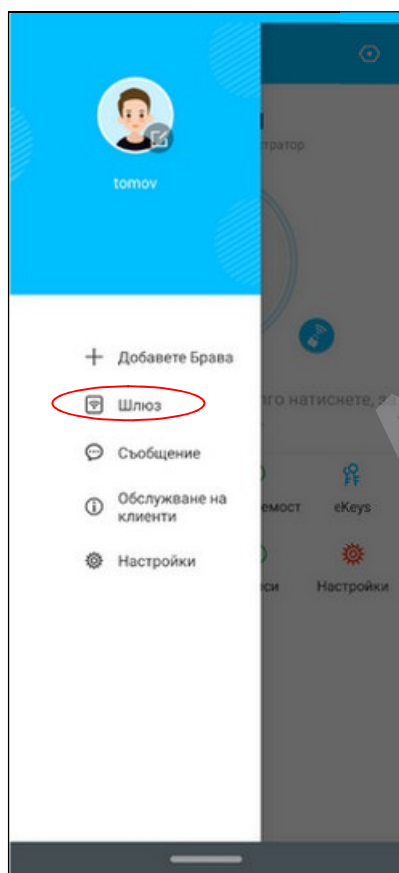 tomov
Добавете Брава
Шлюз
Съобщение
Обслужване на
клиенти
Настройки
eKeys
Настройки